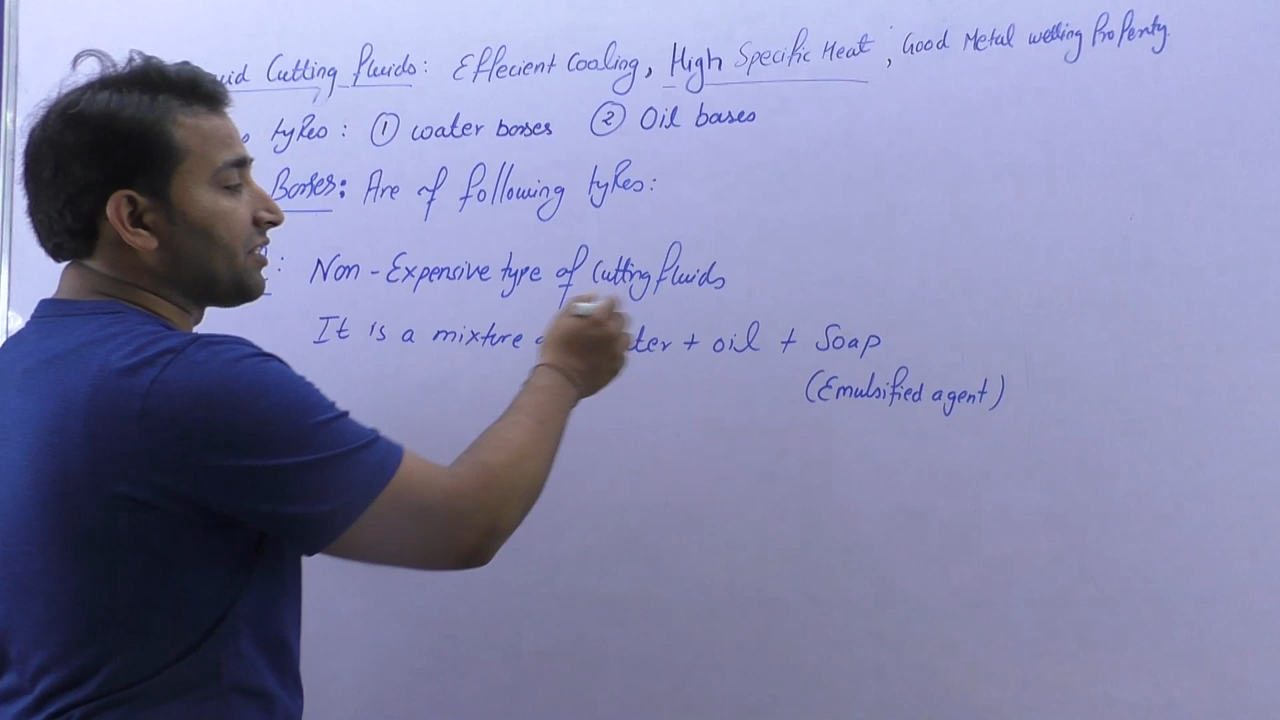 uid Cutting fluids: Effecient Cooling, High Specific Heat, Good Metal wetting Property.
types: ① water bases ② Oil bases
Bases: Are of following types:
: Non-Expensive type of Cutting fluids
It is a mixture ter + oil + Soap
(Emulsified agent)